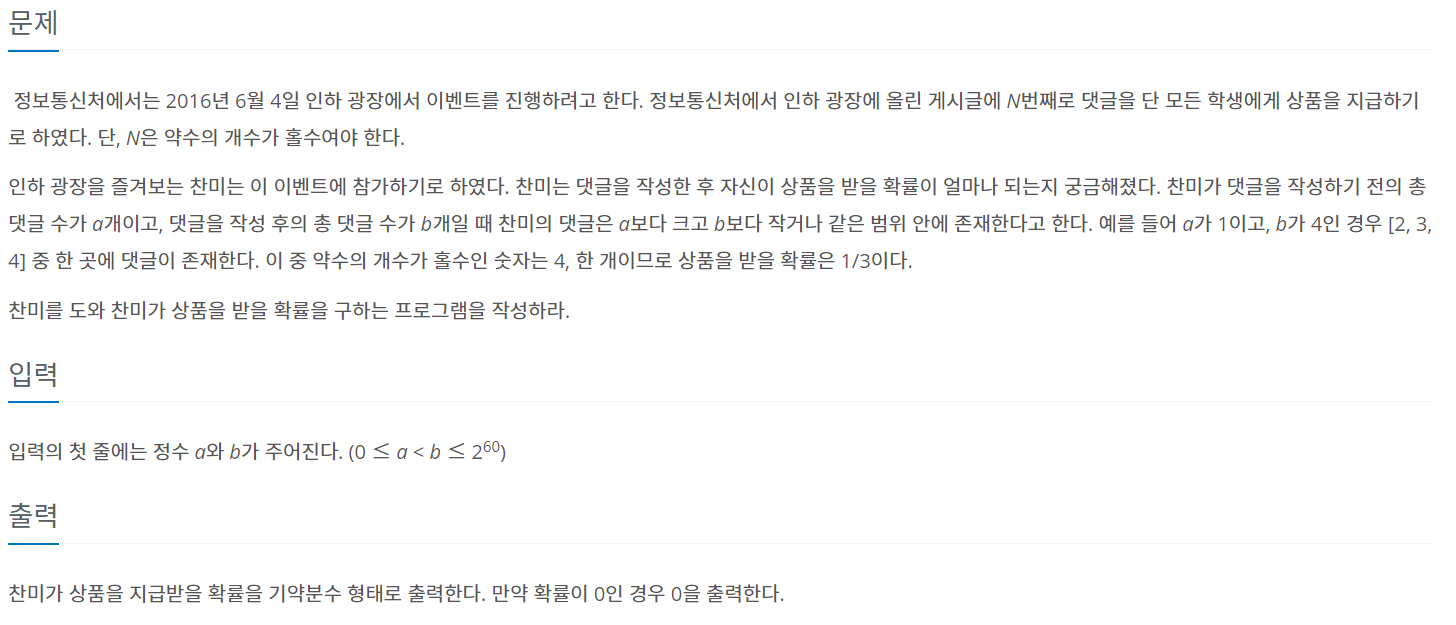 문제
정보통신처에서는 2016년 6월 4일 인하 광장에서 이벤트를 진행하려고 한다. 정보통신처에서 인하 광장에 올린 게시글에 N번째로 댓글을 단 모든 학생에게 상품을 지급하기
로 하였다. 단, N은 약수의 개수가 홀수여야 한다.
인하 광장을 즐겨보는 찬미는 이 이벤트에 참가하기로 하였다. 찬미는 댓글을 작성한 후 자신이 상품을 받을 확률이 얼마나 되는지 궁금해졌다. 찬미가 댓글을 작성하기 전의 총
댓글 수가 a개이고, 댓글을 작성 후의 총 댓글 수가 b개일 때 찬미의 댓글은 a보다 크고 b보다 작거나 같은 범위 안에 존재한다고 한다. 예를 들어 a가 1이고, b가 4인 경우 [2, 3,
4] 중 한 곳에 댓글이 존재한다. 이 중 약수의 개수가 홀수인 숫자는 4, 한 개이므로 상품을 받을 확률은 1/3이다.
찬미를 도와 찬미가 상품을 받을 확률을 구하는 프로그램을 작성하라.
입력
입력의 첫 줄에는 정수 a와 b가 주어진다. (0 ≤ a < b ≤ 2⁶⁰)
출력
찬미가 상품을 지급받을 확률을 기약분수 형태로 출력한다. 만약 확률이 0인 경우 0을 출력한다.